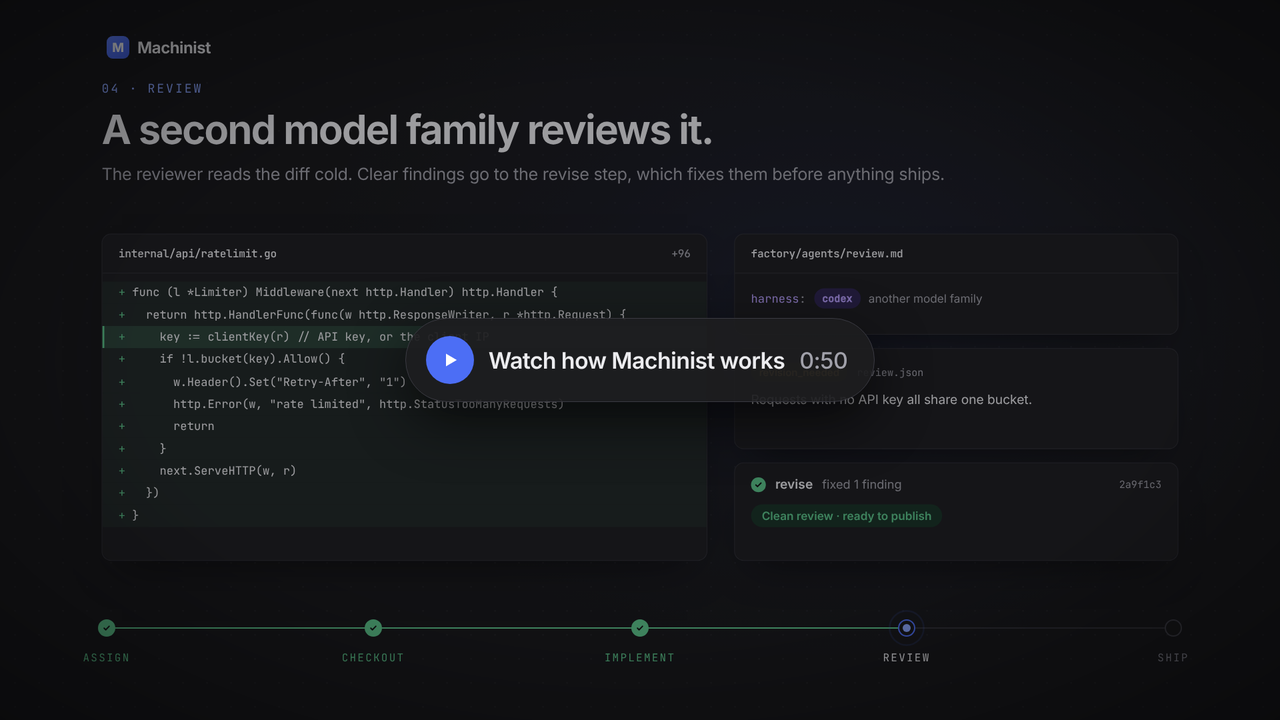 M Machinist
04 · REVIEW
A second model family reviews it.
The reviewer reads the diff cold. Clear findings go to the revise step, which fixes them before anything ships.
internal/api/ratelimit.go +96
+ func (l *Limiter) Middleware(next http.Handler) http.Handler {
+ return http.HandlerFunc(func(w http.ResponseWriter, r *http.Request) {
+ key := clientKey(r) // API key, or the client IP
+ if !l.bucket(key).Allow() {
+ w.Header().Set("Retry-After", "1")
+ http.Error(w, "rate limited", http.StatusTooManyRequests)
+ return
+ }
+ next.ServeHTTP(w, r)
+ })
+ }
factory/agents/review.md
harness: codex another model family
review.json
Requests with no API key all share one bucket.
revise fixed 1 finding 2a9f1c3
Clean review · ready to publish
Watch how Machinist works 0:50
ASSIGN
CHECKOUT
IMPLEMENT
REVIEW
SHIP